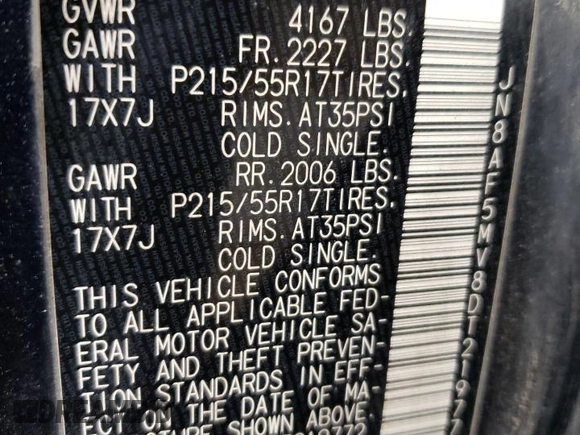 GVWR 4167 LBS.
GAWR FR. 2227 LBS.
WITH P215/55R17TIRES.
17X7J RIMS. AT35PSI
COLD SINGLE.
GAWR RR. 2006 LBS.
WITH P215/55R17TIRES.
17X7J RIMS. AT35PSI
COLD SINGLE.
THIS VEHICLE CONFORMS
TO ALL APPLICABLE FED-
ERAL MOTOR VEHICLE SA-
FETY AND THEFT PREVEN-
TION STANDARDS IN EFF-
ECT ON THE DATE OF MA-
SHOWN ABOVE.
JN8AF5MV8DT21977